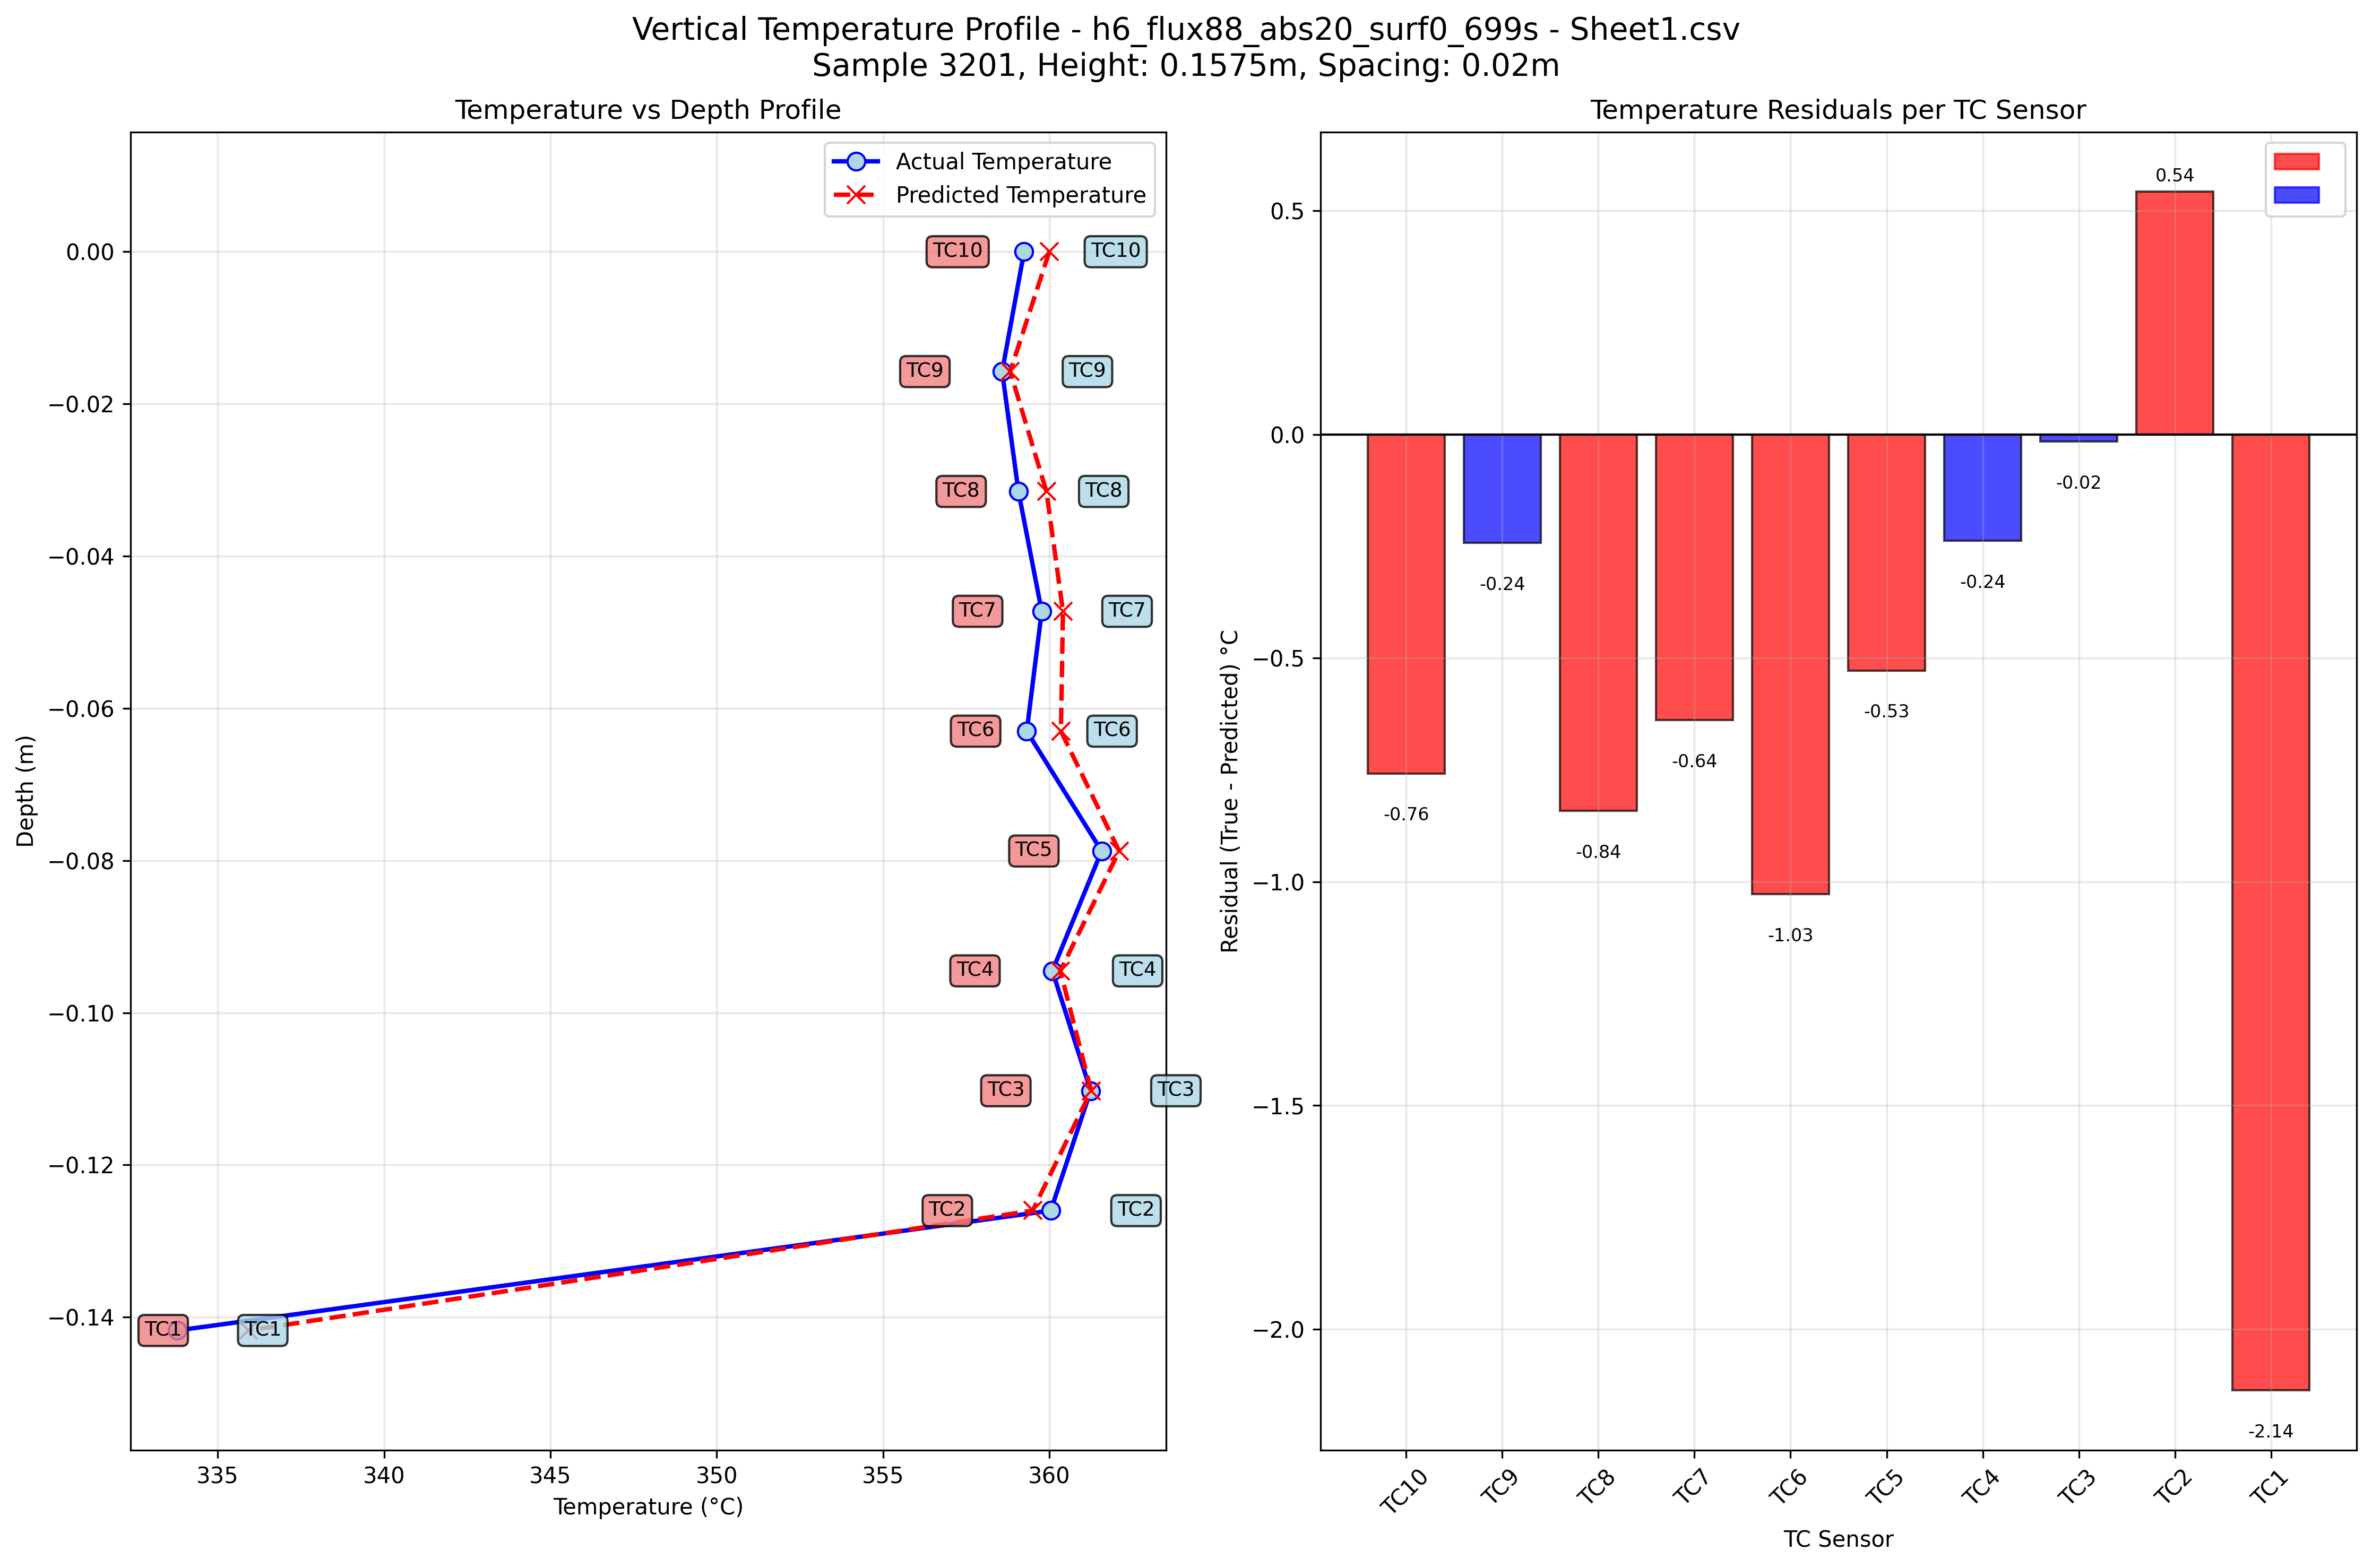 Vertical Temperature Profile - h6_flux88_abs20_surf0_699s - Sheet1.csv
Sample 3201, Height: 0.1575m, Spacing: 0.02m
Temperature vs Depth Profile
Actual Temperature
Predicted Temperature
0.00
−0.02
−0.04
−0.06
−0.08
−0.10
−0.12
−0.14
Depth (m)
TC10
TC10
TC9
TC9
TC8
TC8
TC7
TC7
TC6
TC6
TC5
TC4
TC4
TC3
TC3
TC2
TC2
TC1
TC1
335
340
345
350
355
360
Temperature (°C)
Temperature Residuals per TC Sensor
0.5
0.0
−0.5
−1.0
−1.5
−2.0
Residual (True - Predicted) °C
-0.76
-0.24
-0.84
-0.64
-1.03
-0.53
-0.24
-0.02
0.54
-2.14
TC10
TC9
TC8
TC7
TC6
TC5
TC4
TC3
TC2
TC1
TC Sensor